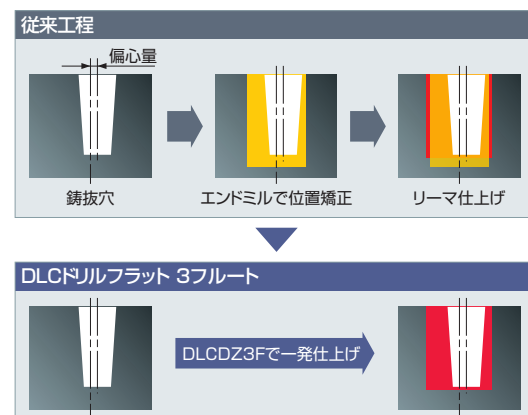 従来工程
偏心量
鋳抜穴
エンドミルで位置矯正
リーマ仕上げ
DLCドリルフラット 3フルート
DLCDZ3Fで一発仕上げ